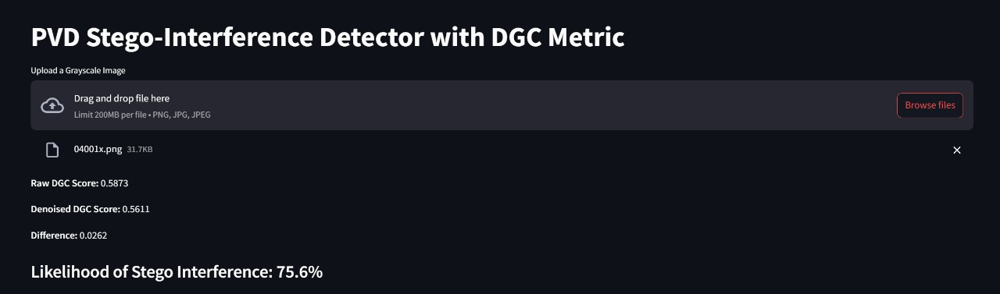 PVD Stego-Interference Detector with DGC Metric
Upload a Grayscale Image
Drag and drop file here
Limit 200MB per file • PNG, JPG, JPEG
Browse files
04001x.png 31.7KB
Raw DGC Score: 0.5873
Denoised DGC Score: 0.5611
Difference: 0.0262
Likelihood of Stego Interference: 75.6%